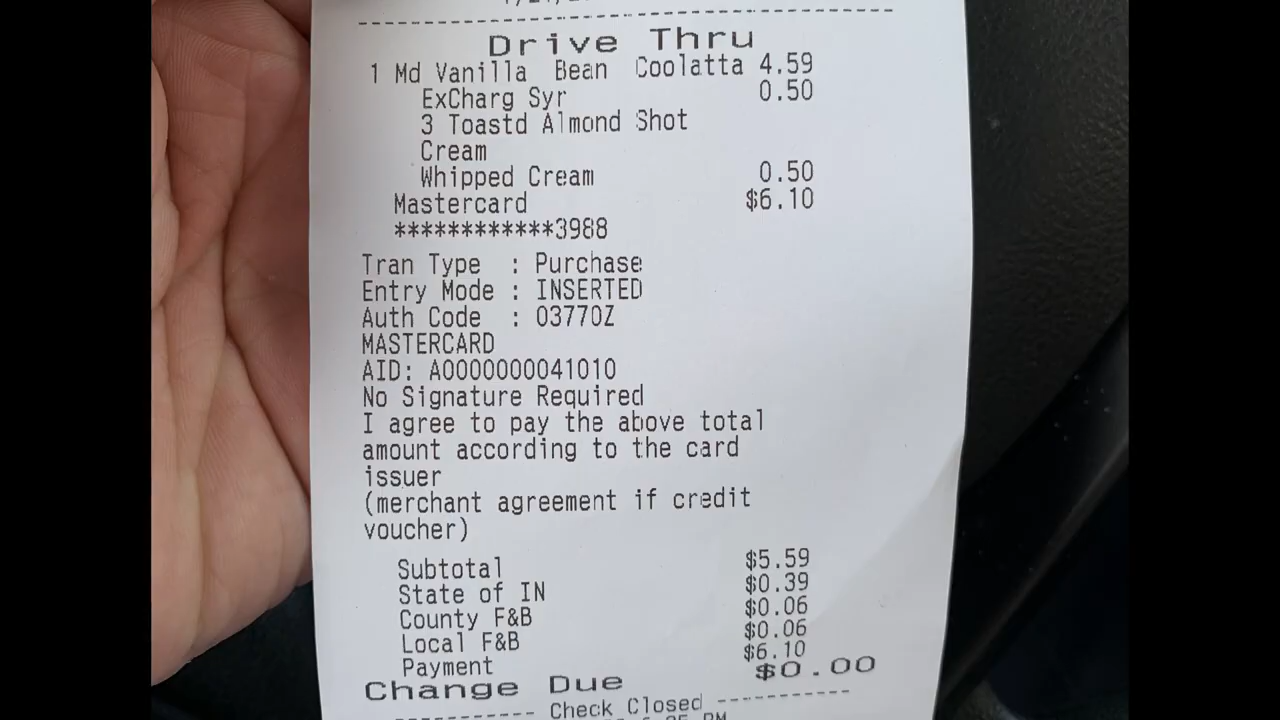 Drive Thru
1 Md Vanilla Bean Coolatta 4.59
ExCharg Syr 0.50
3 Toastd Almond Shot
Cream
Whipped Cream 0.50
Mastercard $6.10
************3988
Tran Type : Purchase
Entry Mode : INSERTED
Auth Code : 03770Z
MASTERCARD
AID: A0000000041010
No Signature Required
I agree to pay the above total
amount according to the card
issuer
(merchant agreement if credit
voucher)
Subtotal $5.59
State of IN $0.39
County F&B $0.06
Local F&B $0.06
Payment $6.10
Change Due $0.00
---------- Check Closed ----------
PM